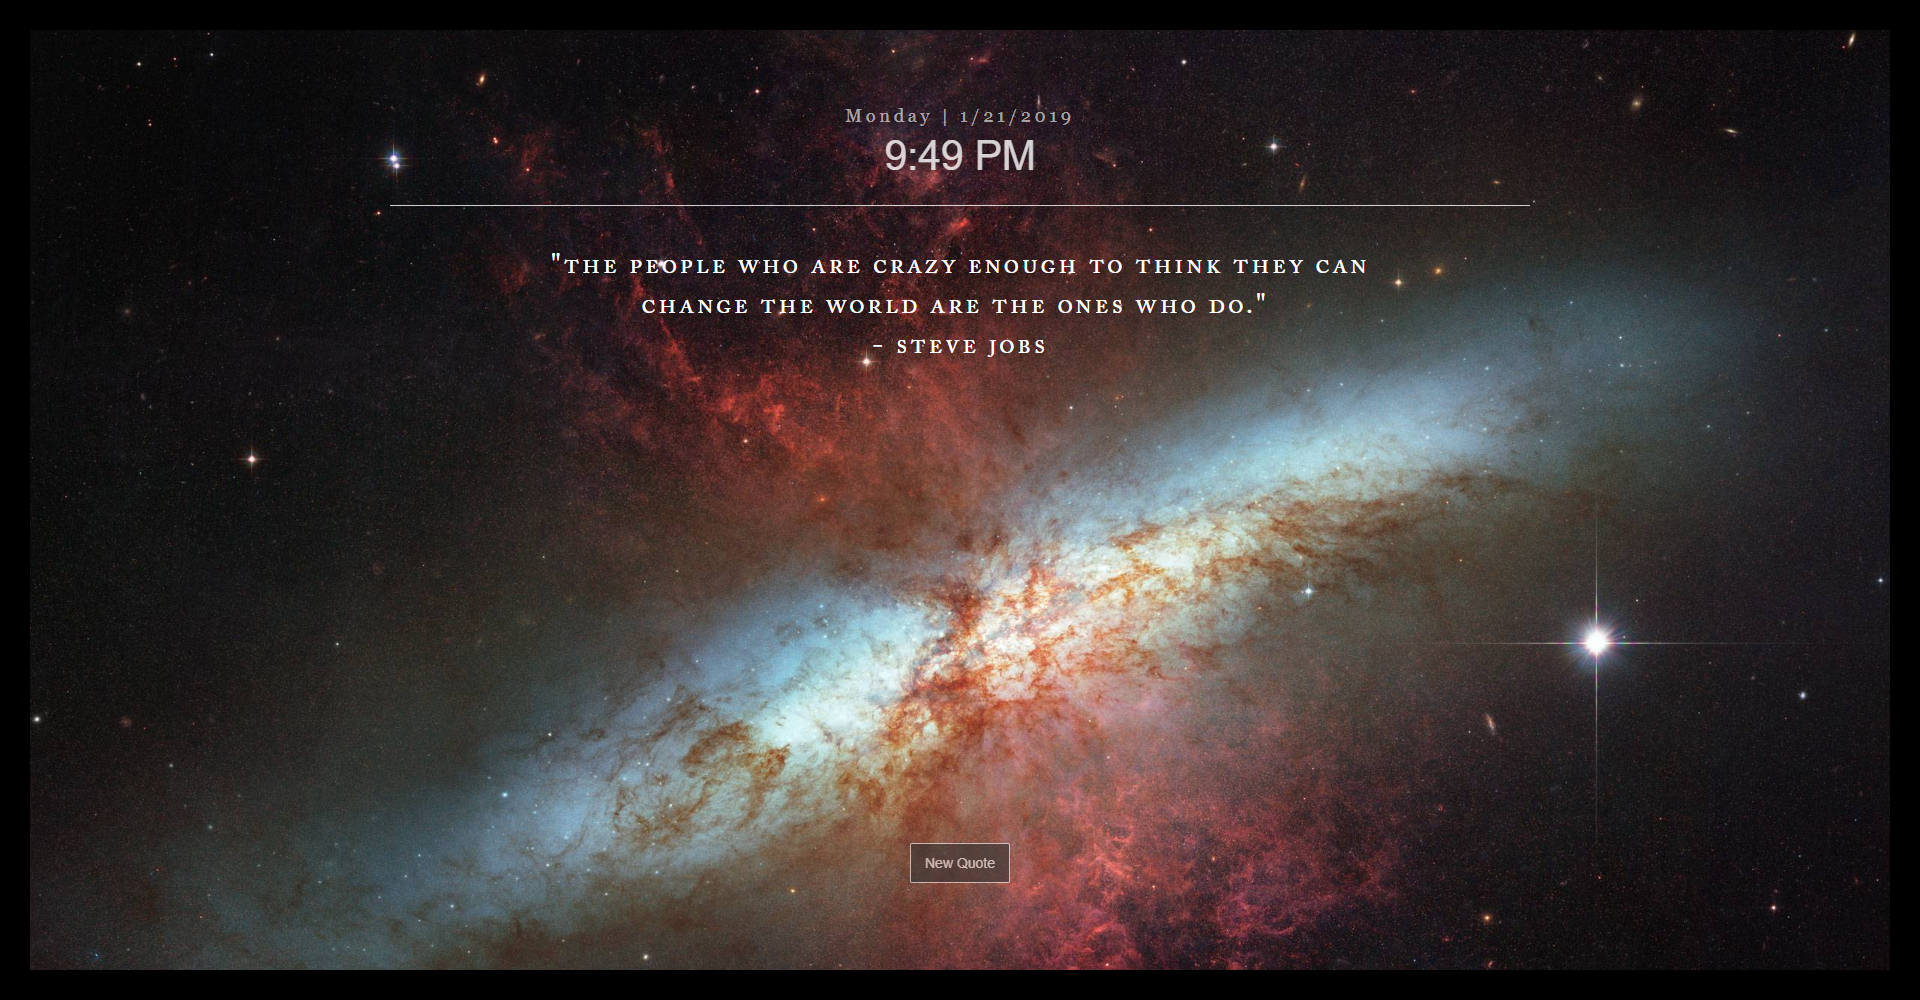 Monday | 1/21/2019
9:49 PM
"THE PEOPLE WHO ARE CRAZY ENOUGH TO THINK THEY CAN
CHANGE THE WORLD ARE THE ONES WHO DO."
- STEVE JOBS
New Quote